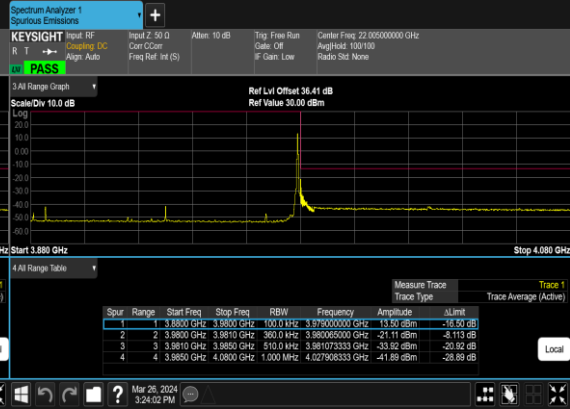 Spectrum Analyzer 1
Spurious Emissions
KEYSIGHT
R T
PASS
Input: RF
Coupling: DC
Align: Auto
Input Z: 50 Ω
Corr CCorr
Freq Ref: Int (S)
Atten: 10 dB
Trig: Free Run
Gate: Off
IF Gain: Low
Center Freq: 22.005000000 GHz
Avg|Hold: 100/100
Radio Std: None
3 All Range Graph
Scale/Div 10.0 dB
Ref Lvl Offset 36.41 dB
Ref Value 30.00 dBm
Log
20.0
10.0
0.00
-10.0
-20.0
-30.0
-40.0
-50.0
-60.0
Hz
Start 3.880 GHz
Stop 4.080 GHz
4 All Range Table
Measure Trace Trace 1
Trace Type Trace Average (Active)
Spur Range Start Freq Stop Freq RBW Frequency Amplitude ΔLimit
1 1 3.8800 GHz 3.9800 GHz 100.0 kHz 3.979000000 GHz 13.50 dBm -16.50 dB
2 2 3.9800 GHz 3.9810 GHz 360.0 kHz 3.980065000 GHz -21.11 dBm -8.113 dB
3 3 3.9810 GHz 3.9850 GHz 510.0 kHz 3.981073333 GHz -33.92 dBm -20.92 dB
4 4 3.9850 GHz 4.0800 GHz 1.000 MHz 4.027908333 GHz -41.89 dBm -28.89 dB
Local
Mar 26, 2024
3:24:02 PM